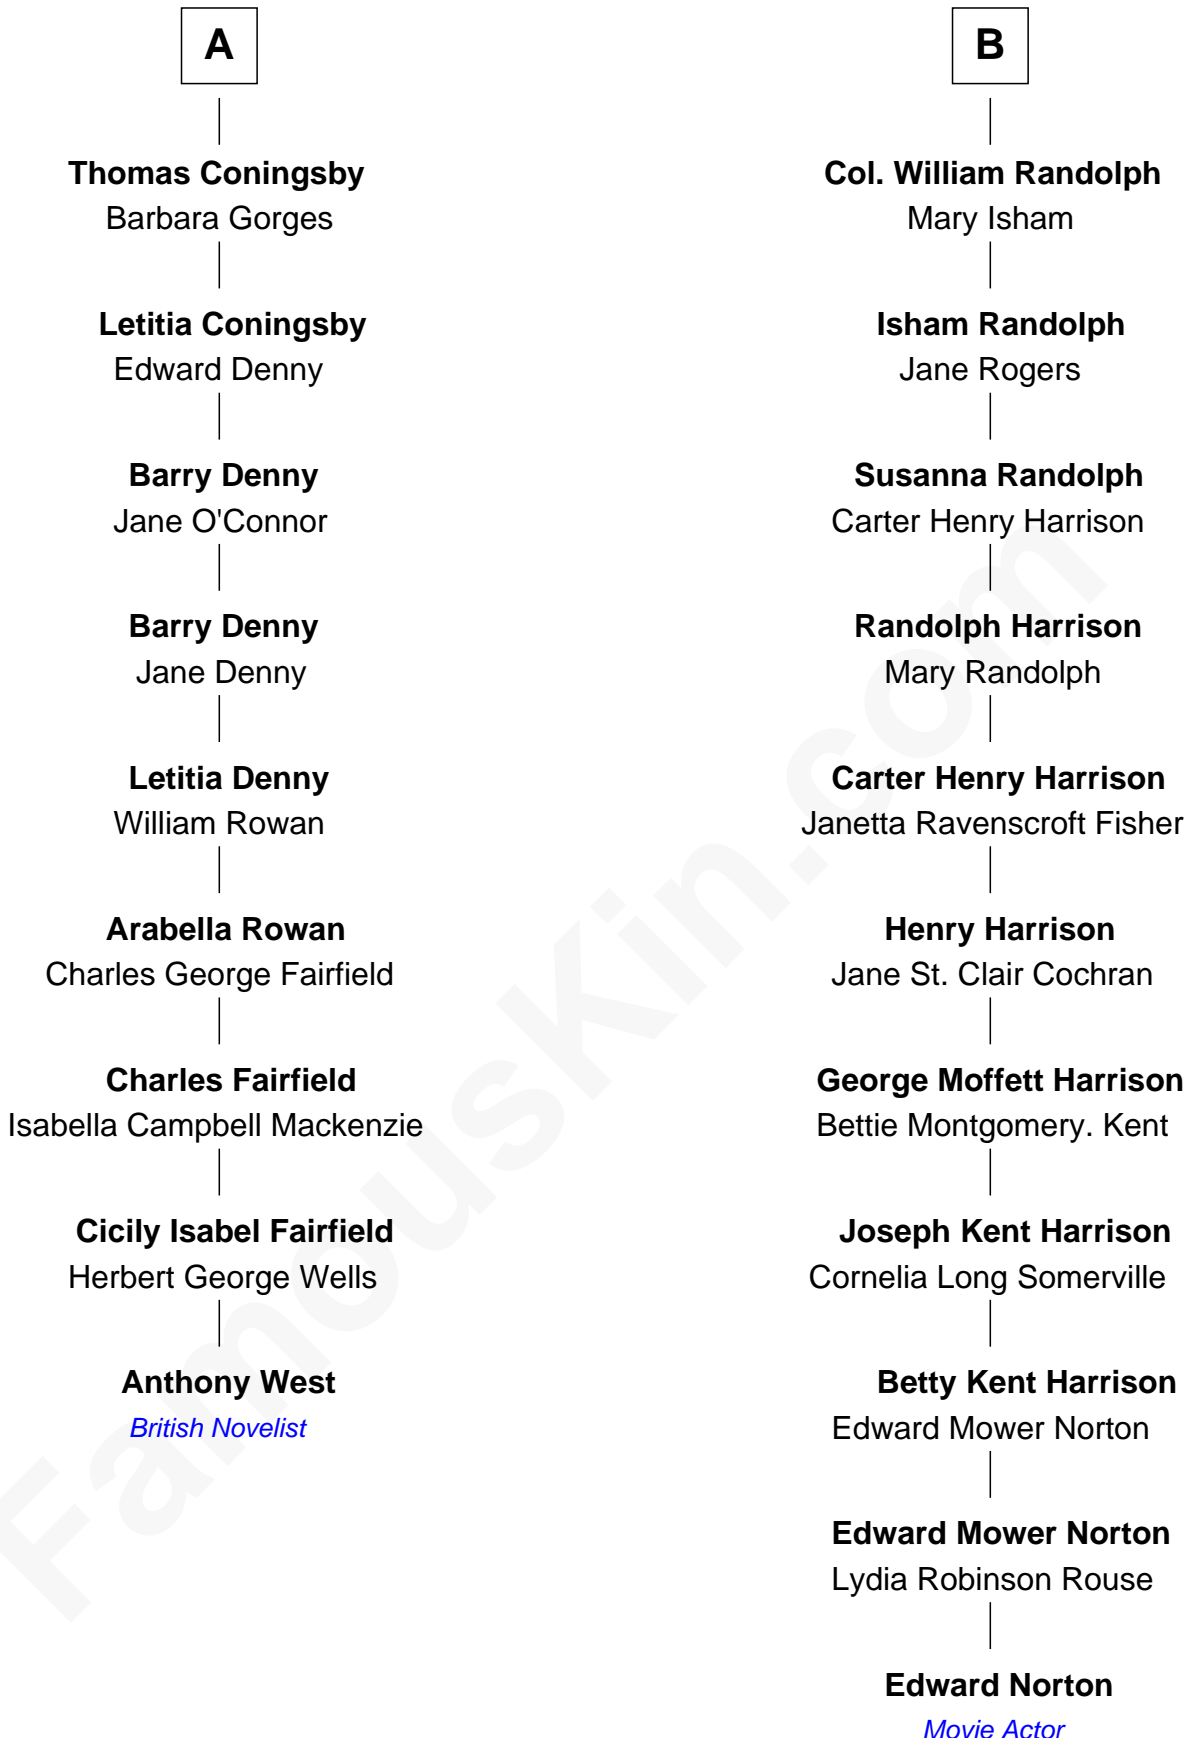 A
Thomas Coningsby
Barbara Gorges
Letitia Coningsby
Edward Denny
Barry Denny
Jane O'Connor
Barry Denny
Jane Denny
Letitia Denny
William Rowan
Arabella Rowan
Charles George Fairfield
Charles Fairfield
Isabella Campbell Mackenzie
Cicily Isabel Fairfield
Herbert George Wells
Anthony West
British Novelist
B
Col. William Randolph
Mary Isham
Isham Randolph
Jane Rogers
Susanna Randolph
Carter Henry Harrison
Randolph Harrison
Mary Randolph
Carter Henry Harrison
Janetta Ravenscroft Fisher
Henry Harrison
Jane St. Clair Cochran
George Moffett Harrison
Bettie Montgomery. Kent
Joseph Kent Harrison
Cornelia Long Somerville
Betty Kent Harrison
Edward Mower Norton
Edward Mower Norton
Lydia Robinson Rouse
Edward Norton
Movie Actor
FamousKin.com